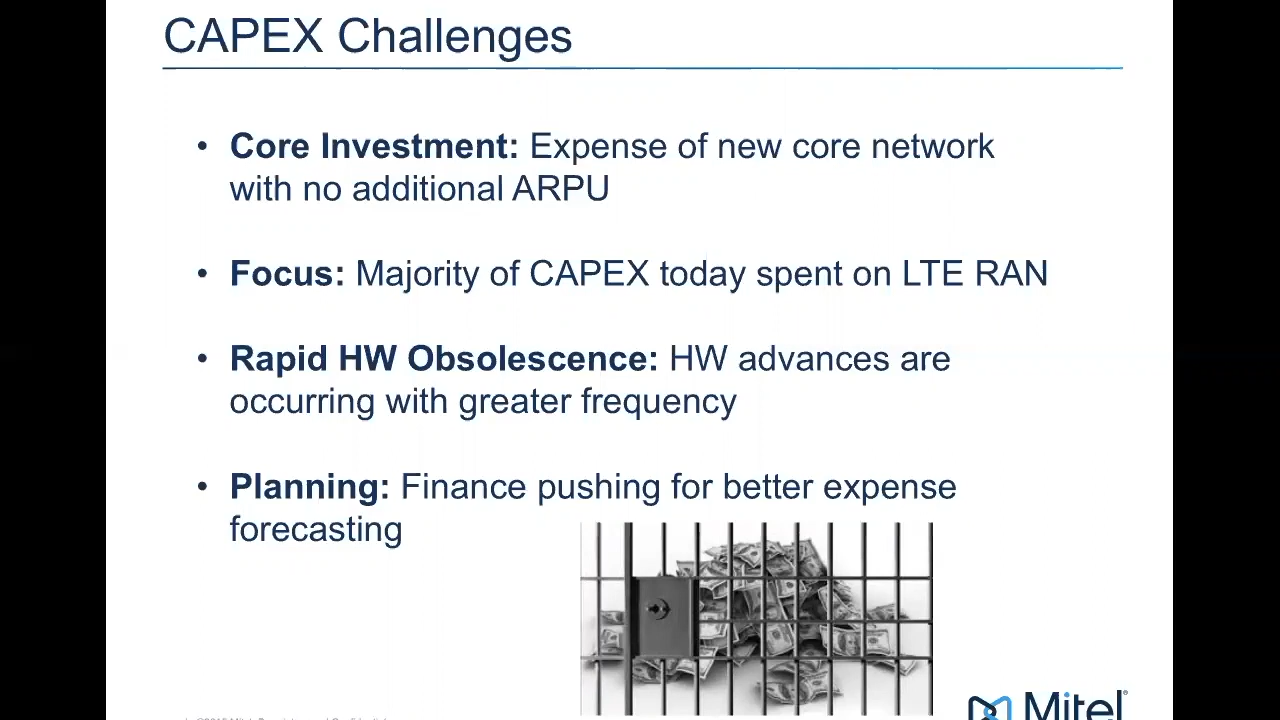 CAPEX Challenges
• Core Investment: Expense of new core network
with no additional ARPU
• Focus: Majority of CAPEX today spent on LTE RAN
• Rapid HW Obsolescence: HW advances are
occurring with greater frequency
• Planning: Finance pushing for better expense
forecasting
Mitel®